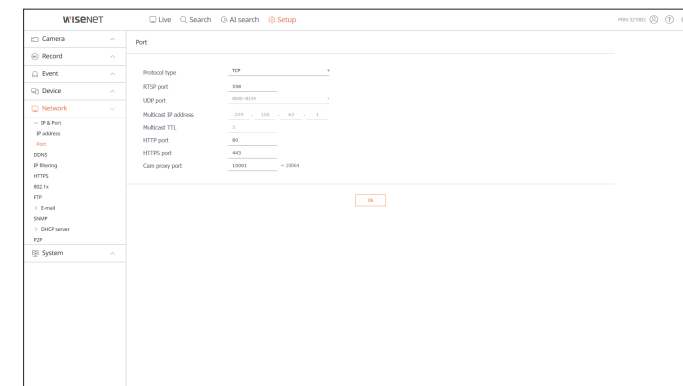 WISENET Live Search AI search Setup
Camera
Record
Event
Device
Network
IP & Port
IP address
Port
DDNS
IP filtering
HTTPS
802.1x
FTP
E-mail
SNMP
DHCP server
P2P
System
Port
Protocol type TCP
RTSP port 558
UDP port
Multicast IP address 224 . 126 . 63 . 1
Multicast TTL 5
HTTP port 80
HTTPS port 443
Cam proxy port 10001 ~ 10064
OK